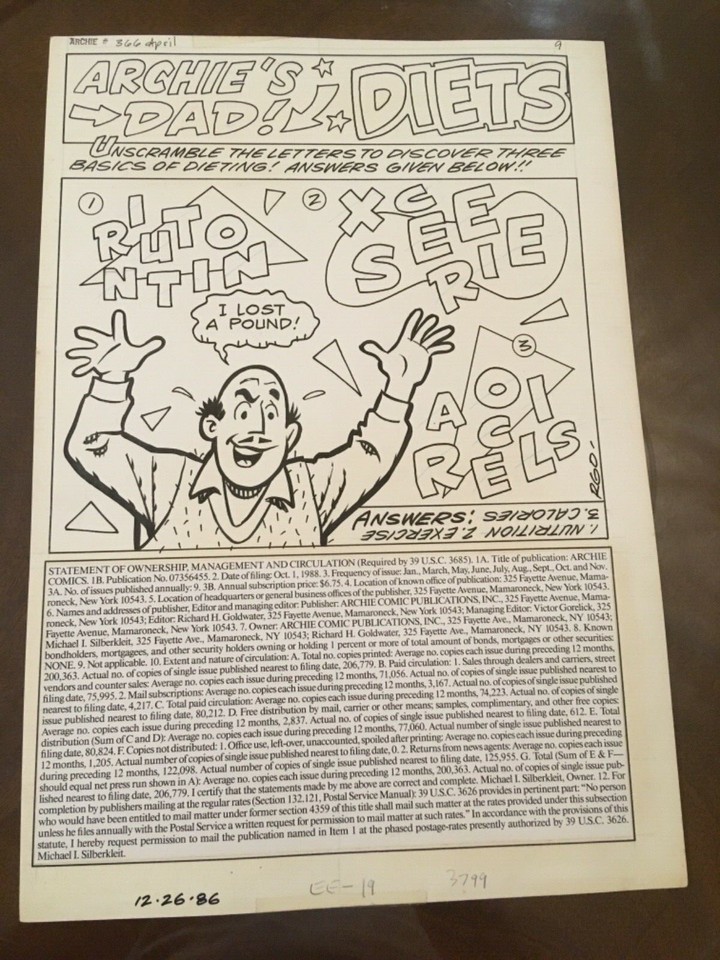 ARCHIE # 366 April
9
ARCHIE'S
DAD! DIETS
UNSCRAMBLE THE LETTERS TO DISCOVER THREE
BASICS OF DIETING! ANSWERS GIVEN BELOW!!
1
RIUTO
NTIN
2
XCEE
SEERIE
I LOST
A POUND!
3
AOI
C
RELS
RGO-
ANSWERS:
1. NUTRITION 2. EXERCISE
3. CALORIES
STATEMENT OF OWNERSHIP, MANAGEMENT AND CIRCULATION (Required by 39 U.S.C. 3685). 1A. Title of publication: ARCHIE
COMICS. 1B. Publication No. 07356455. 2. Date of filing: Oct. 1, 1988. 3. Frequency of issue: Jan., March, May, June, July, Aug., Sept., Oct. and Nov.
3A. No. of issues published annually: 9. 3B. Annual subscription price: $6.75. 4. Location of known office of publication: 325 Fayette Avenue, Mama-
roneck, New York 10543. 5. Location of headquarters or general business offices of the publisher, 325 Fayette Avenue, Mamaroneck, New York 10543.
6. Names and addresses of publisher, Editor and managing editor: Publisher: ARCHIE COMIC PUBLICATIONS, INC., 325 Fayette Avenue, Mama-
roneck, New York 10543; Editor: Richard H. Goldwater, 325 Fayette Avenue, Mamaroneck, New York 10543; Managing Editor: Victor Gorelick, 325
Fayette Avenue, Mamaroneck, New York 10543. 7. Owner: ARCHIE COMIC PUBLICATIONS, INC., 325 Fayette Avenue, Mamaroneck, NY 10543;
Michael I. Silberkleit, 325 Fayette Ave., Mamaroneck, NY 10543; Richard H. Goldwater, 325 Fayette Ave., Mamaroneck, NY 10543. 8. Known
bondholders, mortgagees, and other security holders owning or holding 1 percent or more of total amount of bonds, mortgages or other securities:
NONE. 9. Not applicable. 10. Extent and nature of circulation: A. Total no. copies printed: Average no. copies each issue during preceding 12 months,
200,363. Actual no. of copies of single issue published nearest to filing date, 206,779. B. Paid circulation: 1. Sales through dealers and carriers, street
vendors and counter sales: Average no. copies each issue during preceding 12 months, 71,056. Actual no. of copies of single issue published nearest to
filing date, 75,995. 2. Mail subscriptions: Average no. copies each issue during preceding 12 months, 3,167. Actual no. of copies of single issue published
nearest to filing date, 4,217. C. Total paid circulation: Average no. copies each issue during preceding 12 months, 74,223. Actual no. copies of single
issue published nearest to filing date, 80,212. D. Free distribution by mail, carrier or other means; samples, complimentary, and other free copies:
Average no. copies each issue during preceding 12 months, 2,837. Actual no. of copies of single issue published nearest to filing date, 612. E. Total
distribution (Sum of C and D): Average no. copies each issue during preceding 12 months, 77,060. Actual number of single issue published nearest to
filing date, 80,824. F. Copies not distributed: 1. Office use, left-over, unaccounted, spoiled after printing: Average no. copies each issue during preceding
12 months, 1,205. Actual number of copies of single issue published nearest to filing date, 0. 2. Returns from news agents: Average no. copies each issue
during preceding 12 months, 122,098. Actual no. copies of single issue published nearest to filing date, 125,955. G. Total (Sum of E & F—
should equal net press run shown in A): Average no. copies each issue during preceding 12 months, 200,363. Actual no. copies of single issue pub-
lished nearest to filing date, 206,779. I certify that the statements made by me above are correct and complete. Michael I. Silberkleit, Owner. 12. For
completion by publishers mailing at the regular rates (Section 132.121, Postal Service Manual): 39 U.S.C. 3626 provides in pertinent part: "No person
who would have been entitled to mail matter under former section 4359 of this title shall mail such matter at the rates provided under this subsection
unless he files annually with the Postal Service a written request for permission to mail matter at such rates." In accordance with the provisions of this
statute, I hereby request permission to mail the publication named in Item 1 at the phased postage-rates presently authorized by 39 U.S.C. 3626.
Michael I. Silberkleit.
12·26·86
EE-19
3799